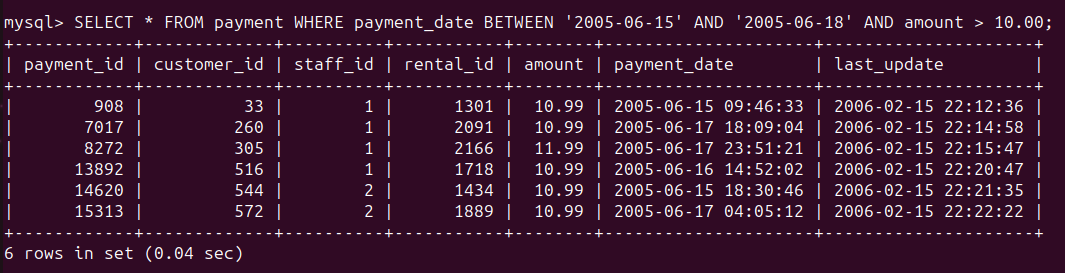 mysql> SELECT * FROM payment WHERE payment_date BETWEEN '2005-06-15' AND '2005-06-18' AND amount > 10.00;
+------------+-------------+----------+-----------+--------+---------------------+---------------------+
| payment_id | customer_id | staff_id | rental_id | amount | payment_date        | last_update         |
+------------+-------------+----------+-----------+--------+---------------------+---------------------+
|        908 |          33 |        1 |      1301 |  10.99 | 2005-06-15 09:46:33 | 2006-02-15 22:12:36 |
|       7017 |         260 |        1 |      2091 |  10.99 | 2005-06-17 18:09:04 | 2006-02-15 22:14:58 |
|       8272 |         305 |        1 |      2166 |  11.99 | 2005-06-17 23:51:21 | 2006-02-15 22:15:47 |
|      13892 |         516 |        1 |      1718 |  10.99 | 2005-06-16 14:52:02 | 2006-02-15 22:20:47 |
|      14620 |         544 |        2 |      1434 |  10.99 | 2005-06-15 18:30:46 | 2006-02-15 22:21:35 |
|      15313 |         572 |        2 |      1889 |  10.99 | 2005-06-17 04:05:12 | 2006-02-15 22:22:22 |
+------------+-------------+----------+-----------+--------+---------------------+---------------------+
6 rows in set (0.04 sec)